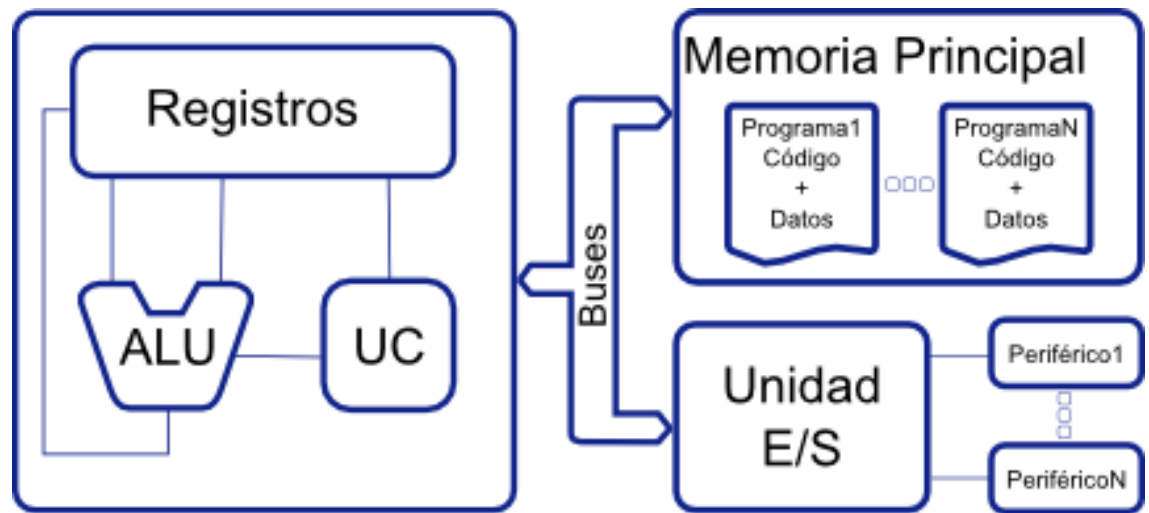 Registros
ALU
UC
Buses
Memoria Principal
Programa1
Código
+
Datos
ProgramaN
Código
+
Datos
Unidad
E/S
Periférico1
PeriféricoN